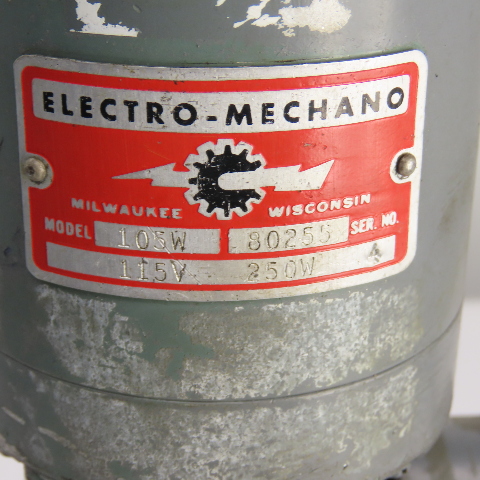 ELECTRO-MECHANO
MILWAUKEE WISCONSIN
MODEL 105W 80255 SER. NO.
115V 250W